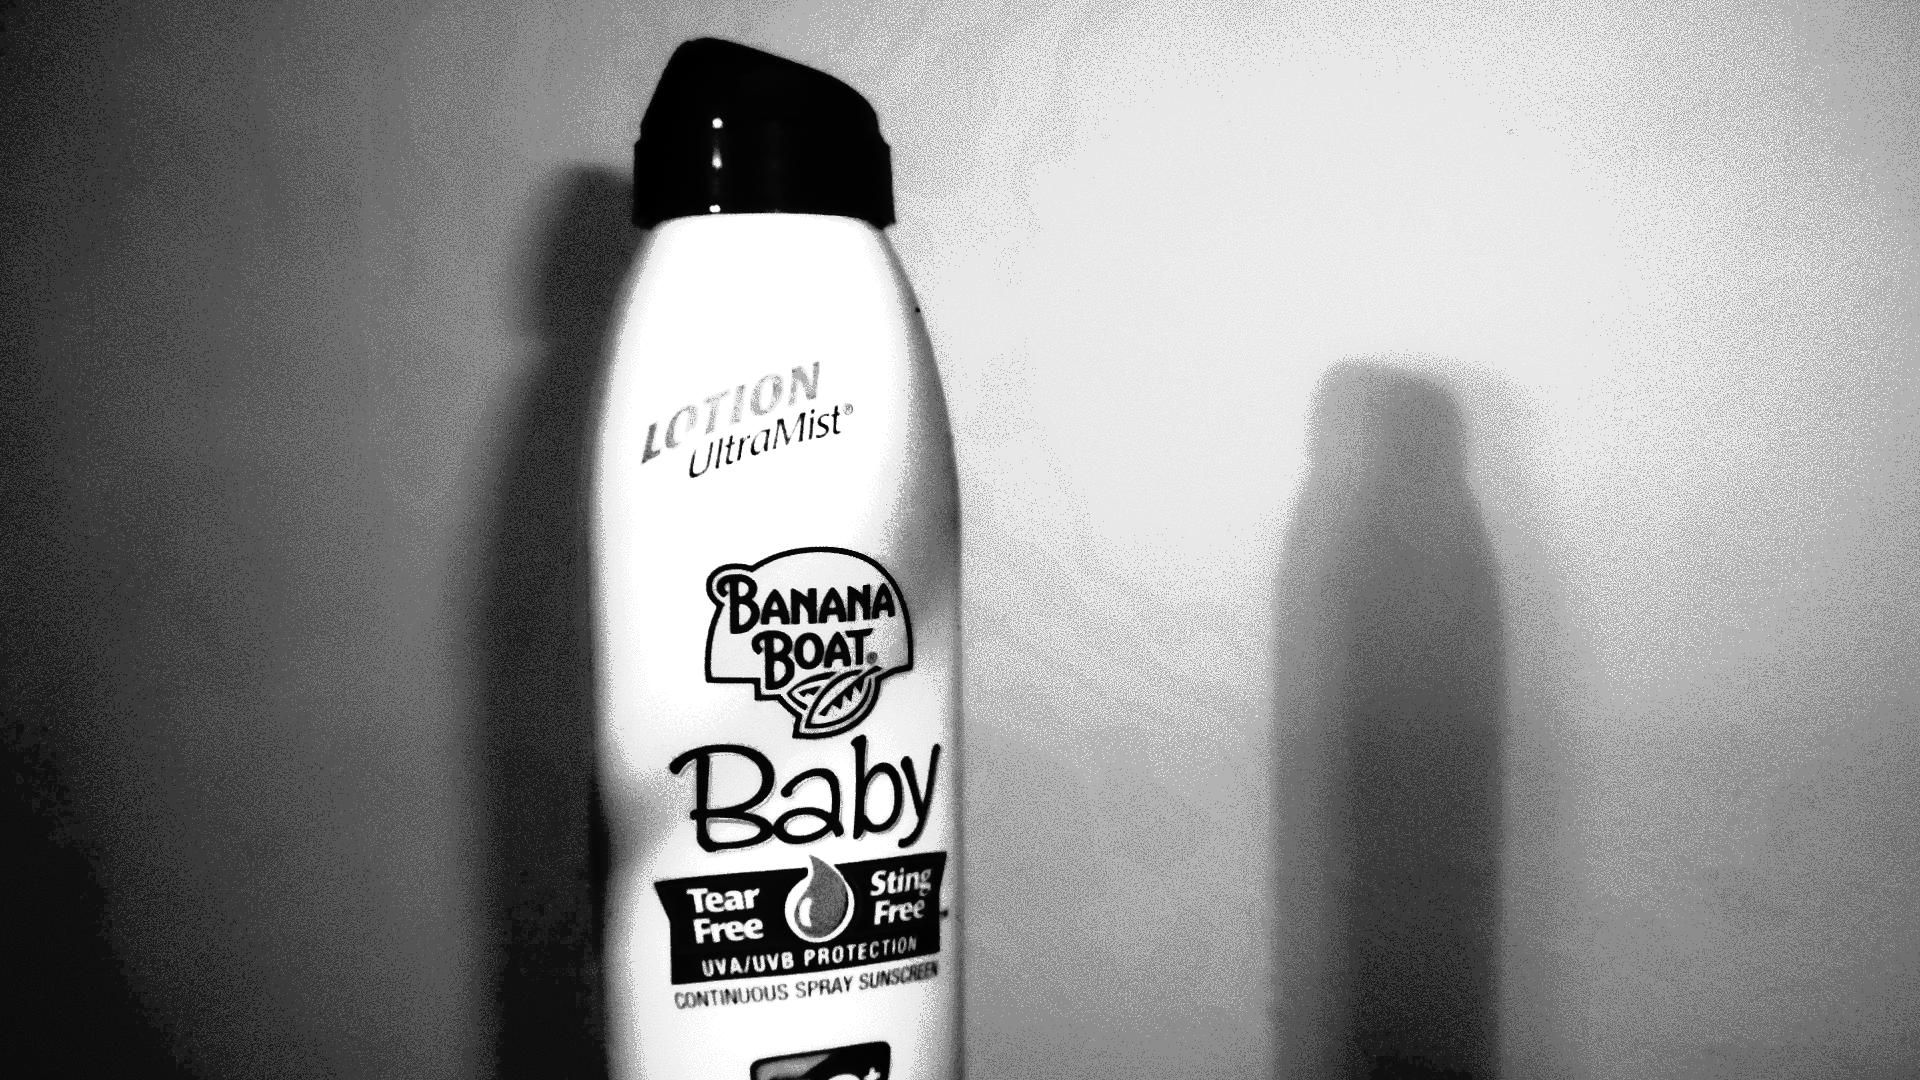 LOTION
UltraMist®
BANANA
BOAT®
Baby
Tear
Free
Sting
Free
UVA/UVB PROTECTION
CONTINUOUS SPRAY SUNSCREEN